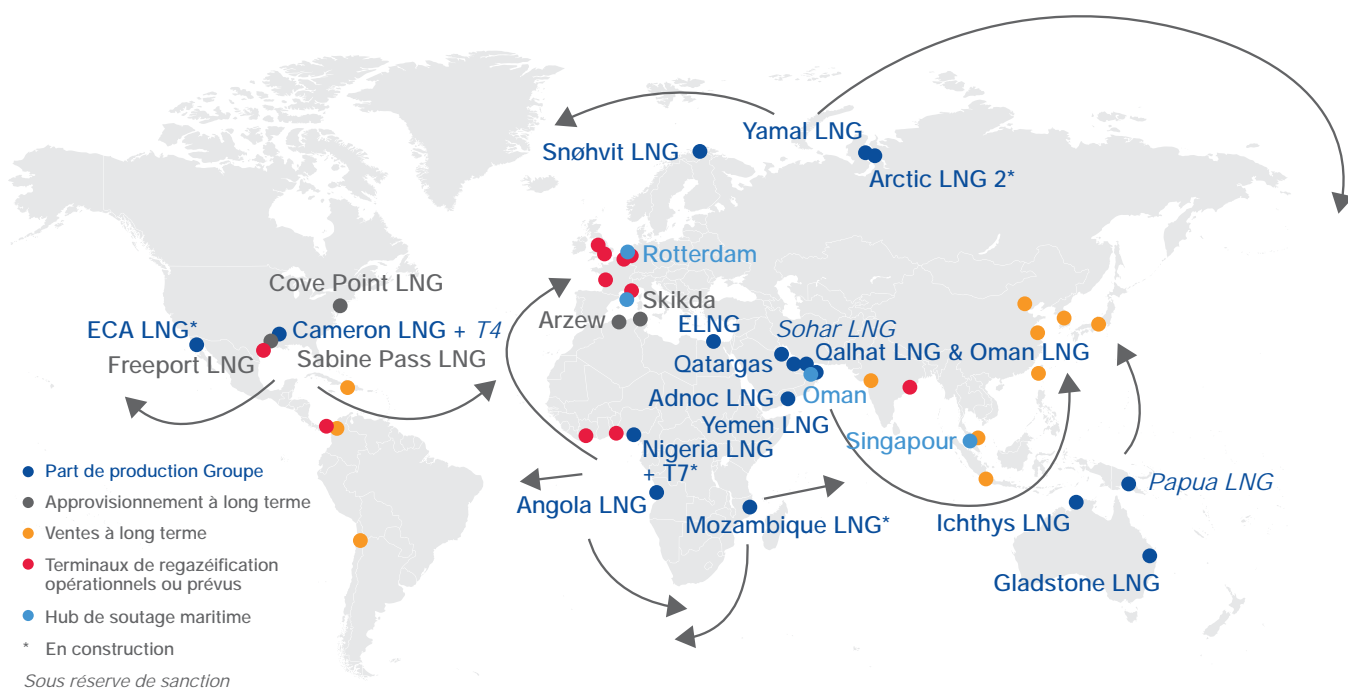 Yamal LNG
Snøhvit LNG
Arctic LNG 2*
Rotterdam
Cove Point LNG
Skikda
ECA LNG*
Cameron LNG + T4
Arzew
ELNG
Sohar LNG
Freeport LNG
Sabine Pass LNG
Qatargas
Qalhat LNG & Oman LNG
Adnoc LNG
Oman
Yemen LNG
Singapour
Nigeria LNG
+ T7*
Angola LNG
Mozambique LNG*
Papua LNG
Ichthys LNG
Gladstone LNG
Part de production Groupe
Approvisionnement à long terme
Ventes à long terme
Terminaux de regazéification
opérationnels ou prévus
Hub de soutage maritime
* En construction
Sous réserve de sanction